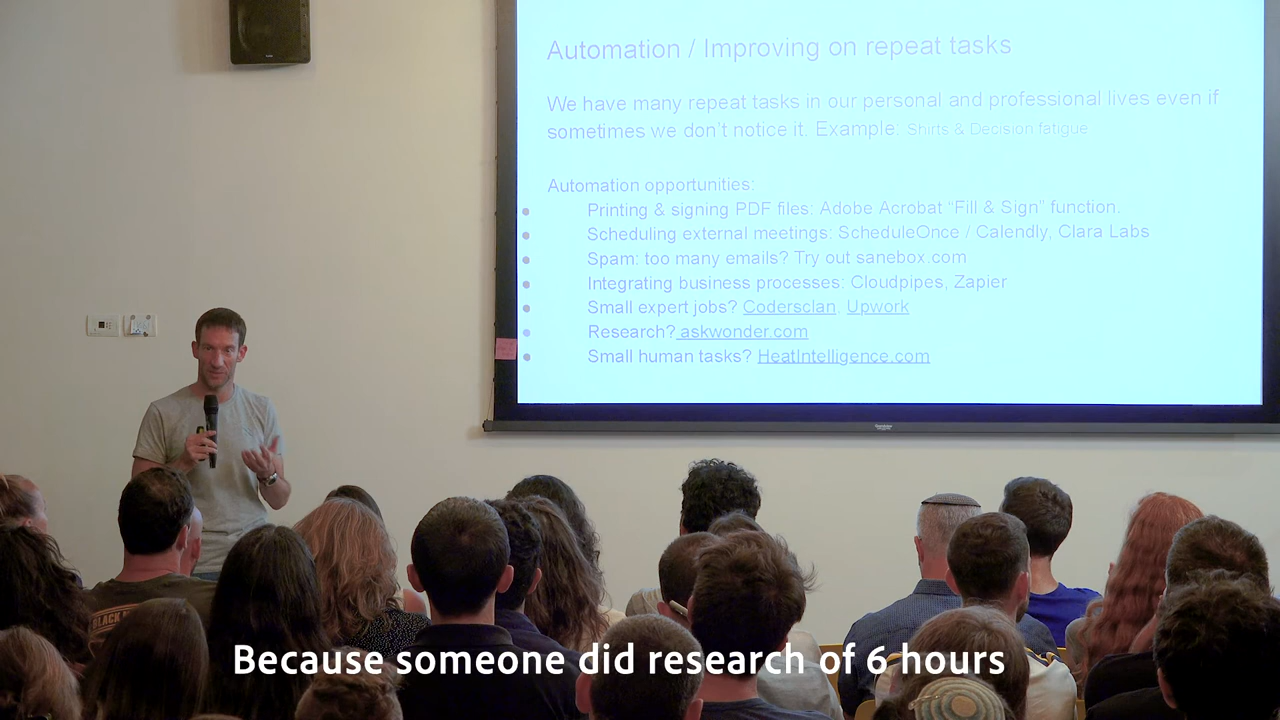 Automation / Improving on repeat tasks
We have many repeat tasks in our personal and professional lives even if
sometimes we don't notice it. Example: Shirts & Decision fatigue
Automation opportunities:
● Printing & signing PDF files: Adobe Acrobat “Fill & Sign” function.
● Scheduling external meetings: ScheduleOnce / Calendly, Clara Labs
● Spam: too many emails? Try out sanebox.com
● Integrating business processes: Cloudpipes, Zapier
● Small expert jobs? Codersclan, Upwork
● Research? askwonder.com
● Small human tasks? HeatIntelligence.com
BLACK
Because someone did research of 6 hours